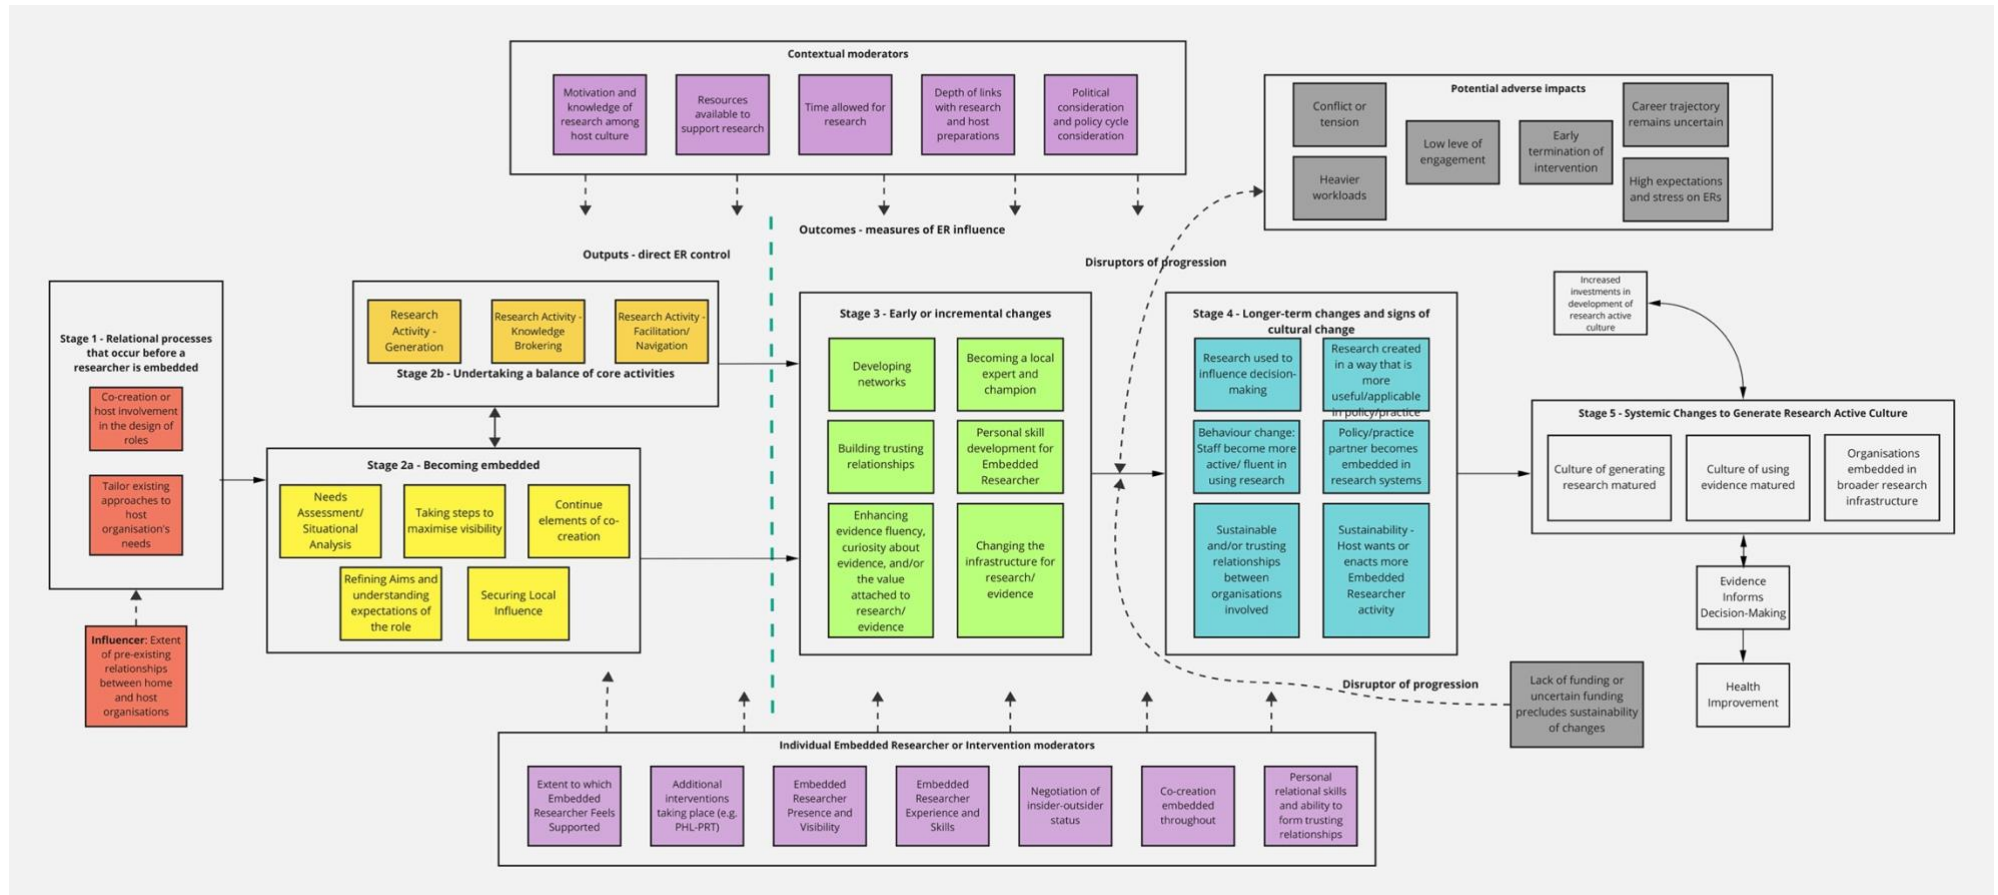 Contextual moderators
Motivation and
knowledge of
research among
host culture
Resources
available to
support research
Time allowed for
research
Depth of links
with research
and host
preparations
Political
consideration
and policy cycle
consideration
Potential adverse impacts
Conflict or
tension
Heavier
workloads
Low leve of
engagement
Early
termination of
intervention
Career trajectory
remains uncertain
High expectations
and stress on ERs
Outcomes - measures of ER influence
Outputs - direct ER control
Disruptors of progression
Stage 1 - Relational processes
that occur before a
researcher is embedded
Co-creation or
host involvement
in the design of
roles
Tailor existing
approaches to
host
organisation's
needs
Influencer: Extent
of pre-existing
relationships
between home
and host
organisations
Research
Activity -
Generation
Research Activity -
Knowledge
Brokering
Research Activity -
Facilitation/
Navigation
Stage 2b - Undertaking a balance of core activities
Stage 2a - Becoming embedded
Needs
Assessment/
Situational
Analysis
Taking steps to
maximise visibility
Continue
elements of co-
creation
Refining Aims and
understanding
expectations of
the role
Securing Local
Influence
Stage 3 - Early or incremental changes
Developing
networks
Becoming a local
expert and
champion
Building trusting
relationships
Personal skill
development for
Embedded
Researcher
Enhancing
evidence fluency,
curiosity about
evidence, and/or
the value
attached to
research/
evidence
Changing the
infrastructure for
research/
evidence
Stage 4 - Longer-term changes and signs of
cultural change
Research used to
influence decision-
making
Research created
in a way that is
more
useful/applicable
in policy/practice
Behaviour change:
Staff become more
active/ fluent in
using research
Policy/practice
partner becomes
embedded in
research systems
Sustainable
and/or trusting
relationships
between
organisations
involved
Sustainability -
Host wants or
enacts more
Embedded
Researcher
activity
Increased
investments in
development of
research active
culture
Stage 5 - Systemic Changes to Generate Research Active Culture
Culture of generating
research matured
Culture of using
evidence matured
Organisations
embedded in
broader research
infrastructure
Evidence
Informs
Decision-Making
Health
Improvement
Disruptor of progression
Lack of funding or
uncertain funding
precludes sustainability
of changes
Individual Embedded Researcher or Intervention moderators
Extent to which
Embedded
Researcher Feels
Supported
Additional
interventions
taking place (e.g.
PHL-PRT)
Embedded
Researcher
Presence and
Visibility
Embedded
Researcher
Experience and
Skills
Negotiation of
insider-outsider
status
Co-creation
embedded
throughout
Personal
relational skills
and ability to
form trusting
relationships